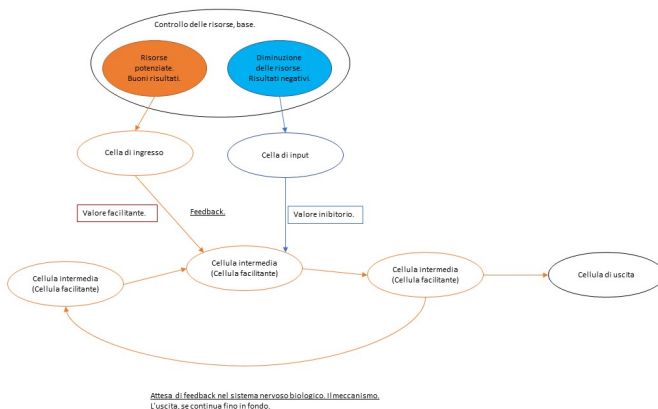 Controllo delle risorse, base.
Risorse
potenziate.
Buoni risultati.
Diminuzione
delle risorse.
Risultati negativi.
Cella di ingresso
Cella di input
Valore facilitante.
Feedback.
Valore inibitorio.
Cellula intermedia
(Cellula facilitante)
Cellula intermedia
(Cellula facilitante)
Cellula intermedia
(Cellula facilitante)
Cellula di uscita
Attesa di feedback nel sistema nervoso biologico. Il meccanismo.
L'uscita, se continua fino in fondo.